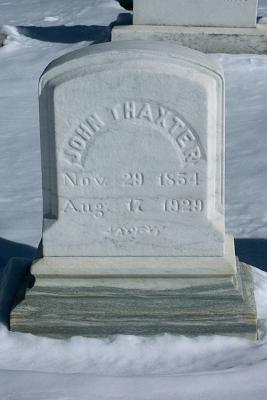 JOHN THAXTER
Nov. 29 1854
Aug. 17 1929